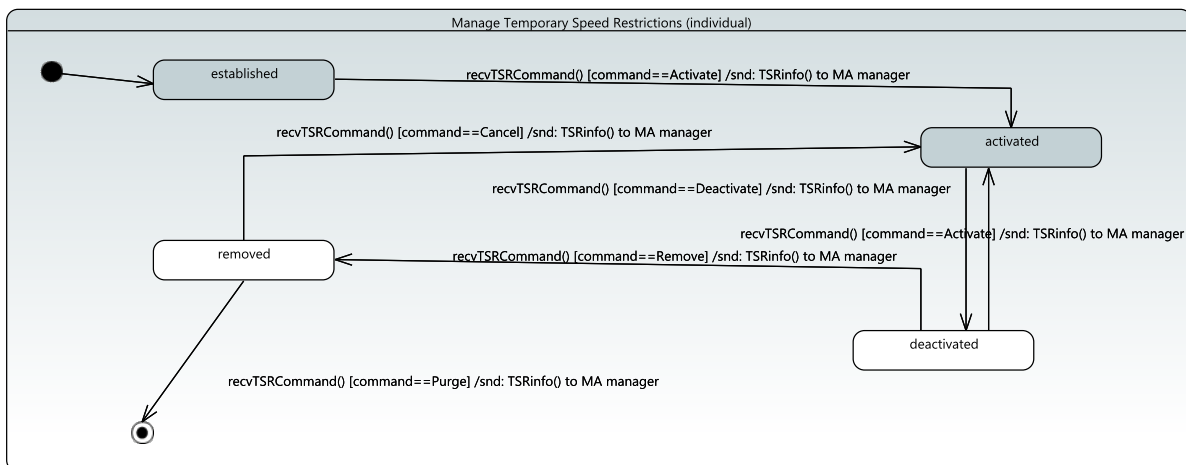 Manage Temporary Speed Restrictions (individual)
established
recvTSRCommand() [command==Activate] /snd: TSRinfo() to MA manager
recvTSRCommand() [command==Cancel] /snd: TSRinfo() to MA manager
activated
recvTSRCommand() [command==Deactivate] /snd: TSRinfo() to MA manager
recvTSRCommand() [command==Activate] /snd: TSRinfo() to MA manager
removed
recvTSRCommand() [command==Remove] /snd: TSRinfo() to MA manager
deactivated
recvTSRCommand() [command==Purge] /snd: TSRinfo() to MA manager